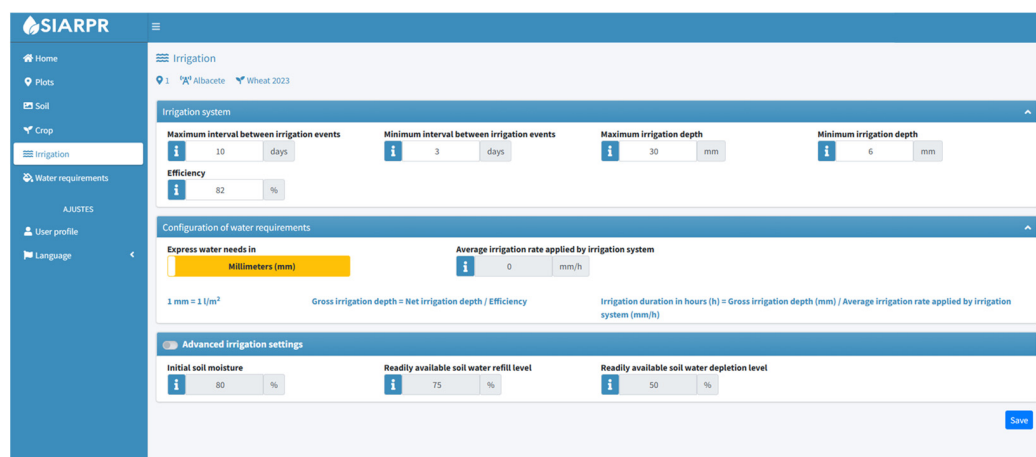 SIARPR
Home
Plots
Soil
Crop
Irrigation
Water requirements
AJUSTES
User profile
Language
Irrigation
1 Albacete Wheat 2023
Irrigation system
Maximum interval between irrigation events
10 days
Minimum interval between irrigation events
3 days
Maximum irrigation depth
30 mm
Minimum irrigation depth
6 mm
Efficiency
82 %
Configuration of water requirements
Express water needs in
Millimeters (mm)
Average irrigation rate applied by irrigation system
0 mm/h
1 mm = 1 l/m²
Gross irrigation depth = Net irrigation depth / Efficiency
Irrigation duration in hours (h) = Gross irrigation depth (mm) / Average irrigation rate applied by irrigation
system (mm/h)
Advanced irrigation settings
Initial soil moisture
80 %
Readily available soil water refill level
75 %
Readily available soil water depletion level
50 %
Save